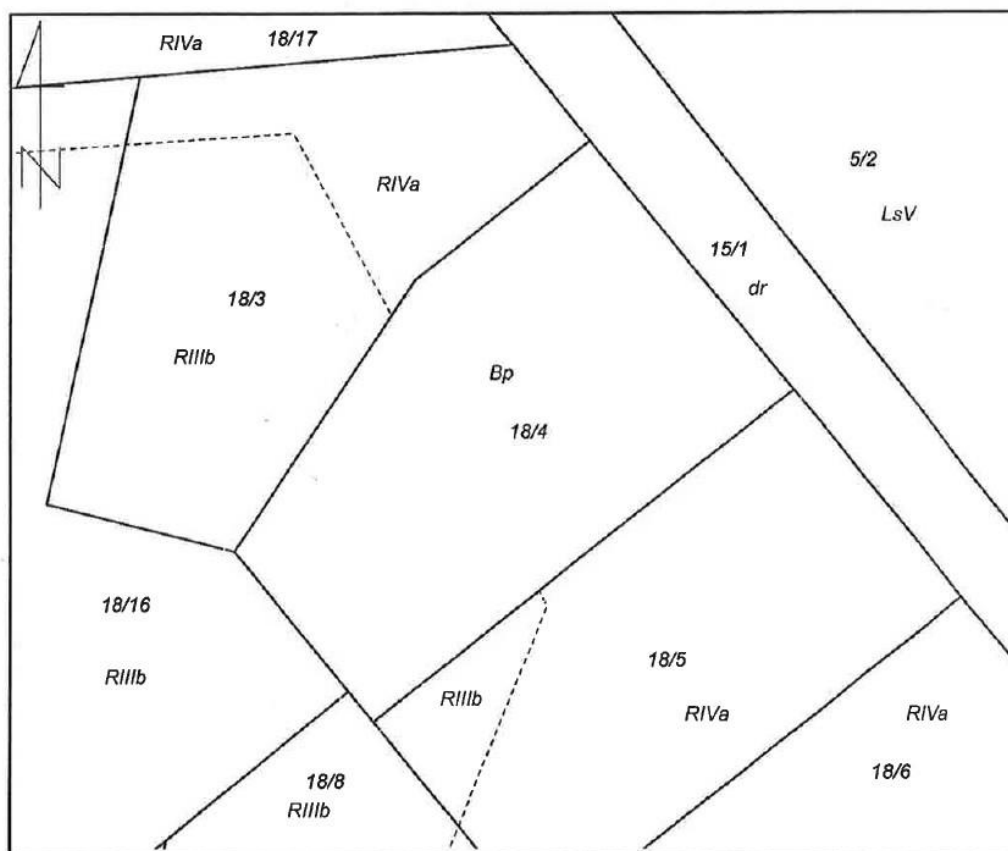 RIVa 18/17
5/2
RIVa
LsV
15/1
dr
18/3
RIIIb
Bp
18/4
18/16
18/5
RIIIb
RIIIb
RIVa
RIVa
18/6
18/8
RIIIb